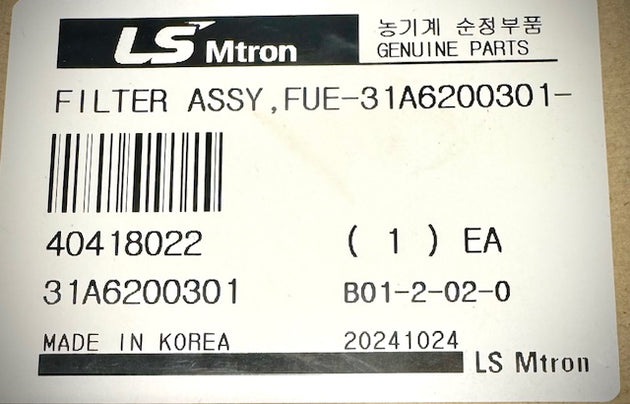 LS Mtron
농기계 순정부품
GENUINE PARTS
FILTER ASSY,FUE-31A6200301-
40418022
( 1 ) EA
31A6200301
B01-2-02-0
MADE IN KOREA
20241024
LS Mtron